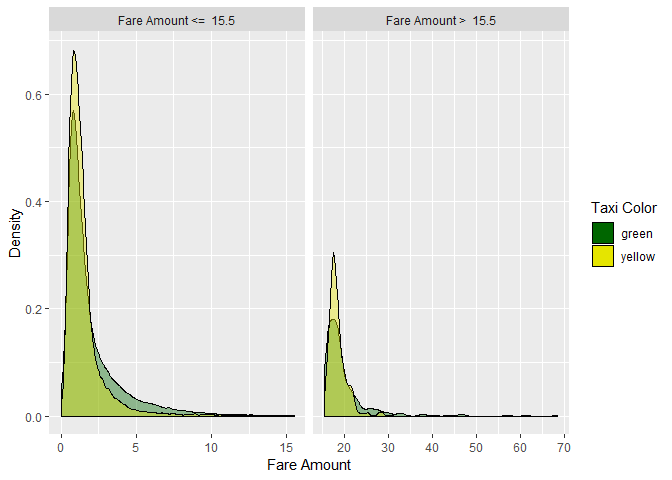 Fare Amount <= 15.5
Fare Amount > 15.5
Density
0.6
0.4
0.2
0.0
0 5 10 15
20 30 40 50 60 70
Fare Amount
Taxi Color
green
yellow